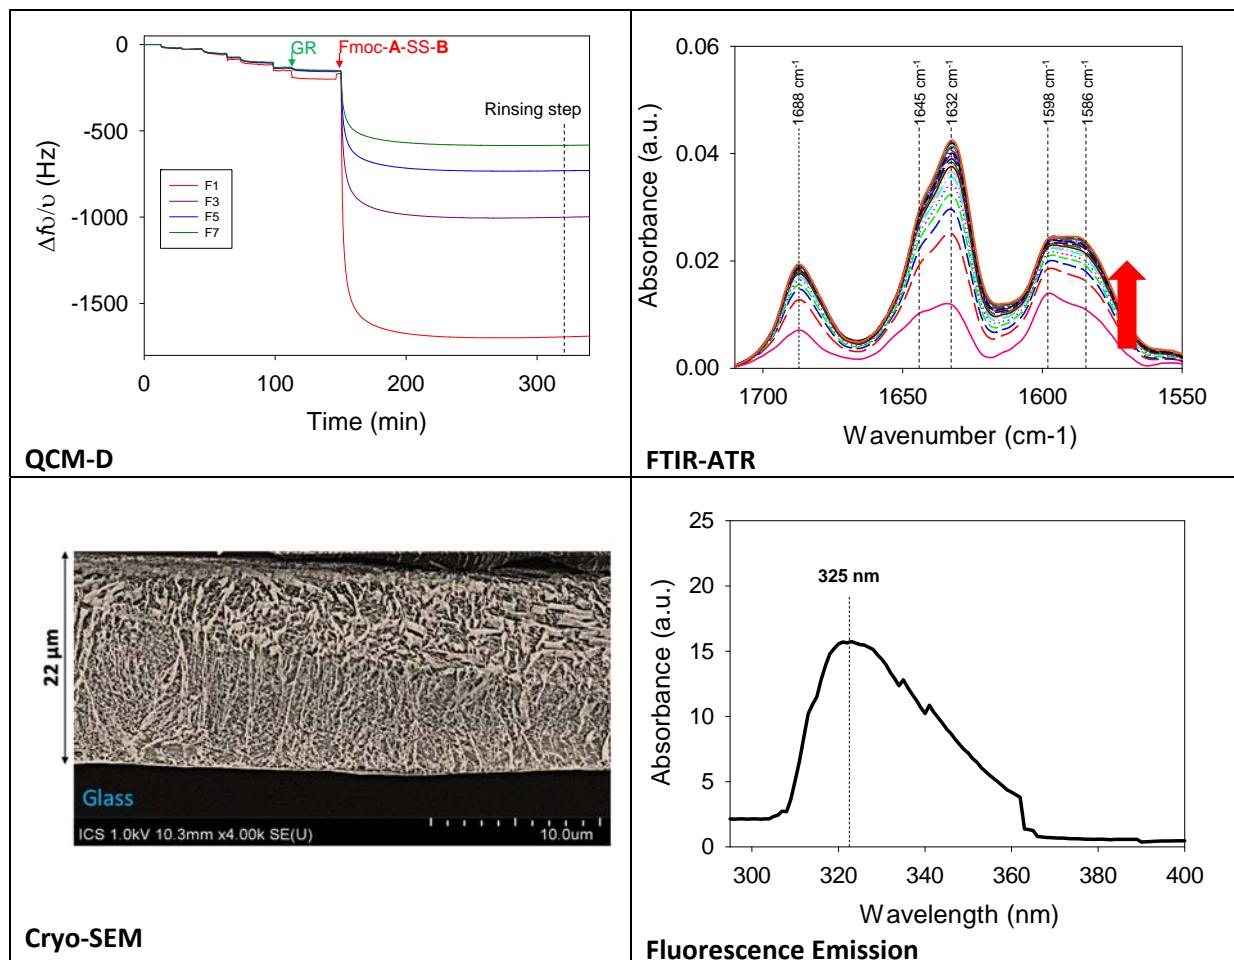 0
-500
-1000
-1500
Δfυ/υ (Hz)
GR
Fmoc-A-SS-B
Rinsing step
F1
F3
F5
F7
0
100
200
300
Time (min)
QCM-D
0.06
0.04
0.02
0.00
Absorbance (a.u.)
1688 cm-1
1645 cm-1
1632 cm-1
1598 cm-1
1586 cm-1
1700
1650
1600
1550
Wavenumber (cm-1)
FTIR-ATR
22 µm
Glass
ICS 1.0kV 10.3mm x4.00k SE(U)
10.0um
Cryo-SEM
25
20
15
10
5
0
Absorbance (a.u.)
325 nm
300
320
340
360
380
400
Wavelength (nm)
Fluorescence Emission